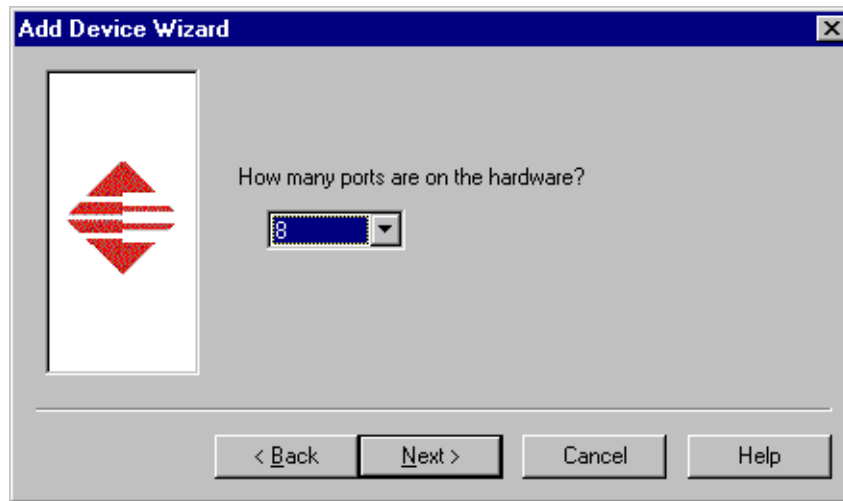 Add Device Wizard
How many ports are on the hardware?
8
< Back
Next >
Cancel
Help